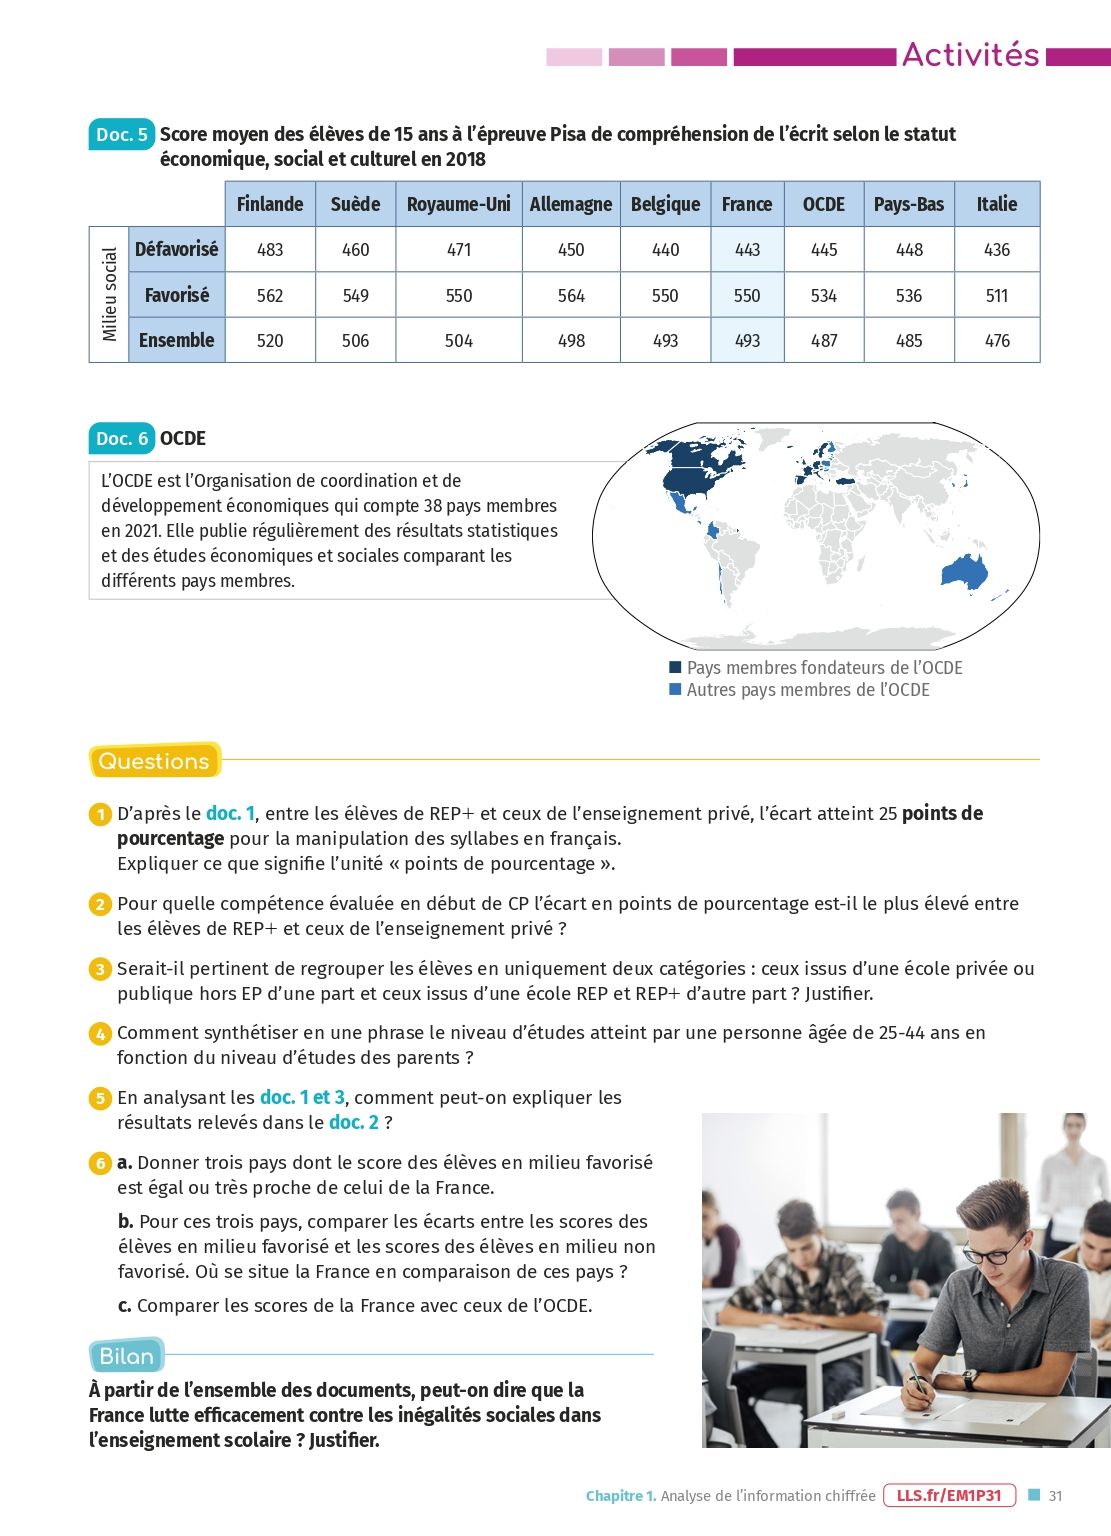 Activités
Doc. 5 Score moyen des élèves de 15 ans à l’épreuve Pisa de compréhension de l’écrit selon le statut
économique, social et culturel en 2018
Finlande Suède Royaume-Uni Allemagne Belgique France OCDE Pays-Bas Italie
Milieu social
Défavorisé 483 460 471 450 440 443 445 448 436
Favorisé 562 549 550 564 550 550 534 536 511
Ensemble 520 506 504 498 493 493 487 485 476
Doc. 6 OCDE
L’OCDE est l’Organisation de coordination et de
développement économiques qui compte 38 pays membres
en 2021. Elle publie régulièrement des résultats statistiques
et des études économiques et sociales comparant les
différents pays membres.
Pays membres fondateurs de l’OCDE
Autres pays membres de l’OCDE
Questions
1 D’après le doc. 1, entre les élèves de REP+ et ceux de l’enseignement privé, l’écart atteint 25 points de
pourcentage pour la manipulation des syllabes en français.
Expliquer ce que signifie l’unité « points de pourcentage ».
2 Pour quelle compétence évaluée en début de CP l’écart en points de pourcentage est-il le plus élevé entre
les élèves de REP+ et ceux de l’enseignement privé ?
3 Serait-il pertinent de regrouper les élèves en uniquement deux catégories : ceux issus d’une école privée ou
publique hors EP d’une part et ceux issus d’une école REP et REP+ d’autre part ? Justifier.
4 Comment synthétiser en une phrase le niveau d’études atteint par une personne âgée de 25-44 ans en
fonction du niveau d’études des parents ?
5 En analysant les doc. 1 et 3, comment peut-on expliquer les
résultats relevés dans le doc. 2 ?
6 a. Donner trois pays dont le score des élèves en milieu favorisé
est égal ou très proche de celui de la France.
b. Pour ces trois pays, comparer les écarts entre les scores des
élèves en milieu favorisé et les scores des élèves en milieu non
favorisé. Où se situe la France en comparaison de ces pays ?
c. Comparer les scores de la France avec ceux de l’OCDE.
Bilan
À partir de l’ensemble des documents, peut-on dire que la
France lutte efficacement contre les inégalités sociales dans
l’enseignement scolaire ? Justifier.
Chapitre 1. Analyse de l’information chiffrée LLS.fr/EM1P31 31